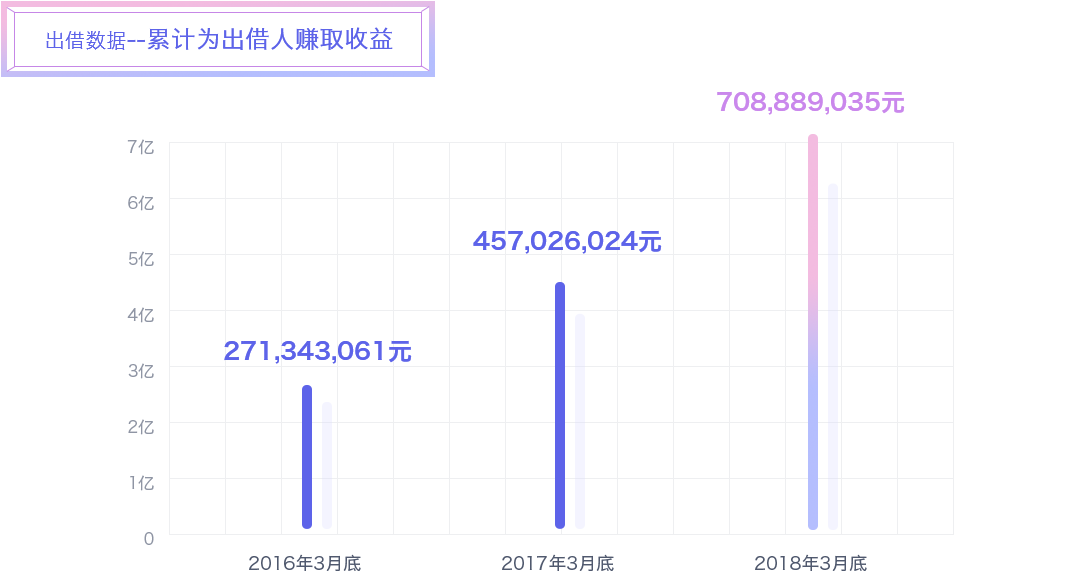 出借数据--累计为出借人赚取收益
708,889,035元
7亿
6亿
5亿
457,026,024元
4亿
271,343,061元
3亿
2亿
1亿
0
2016年3月底
2017年3月底
2018年3月底